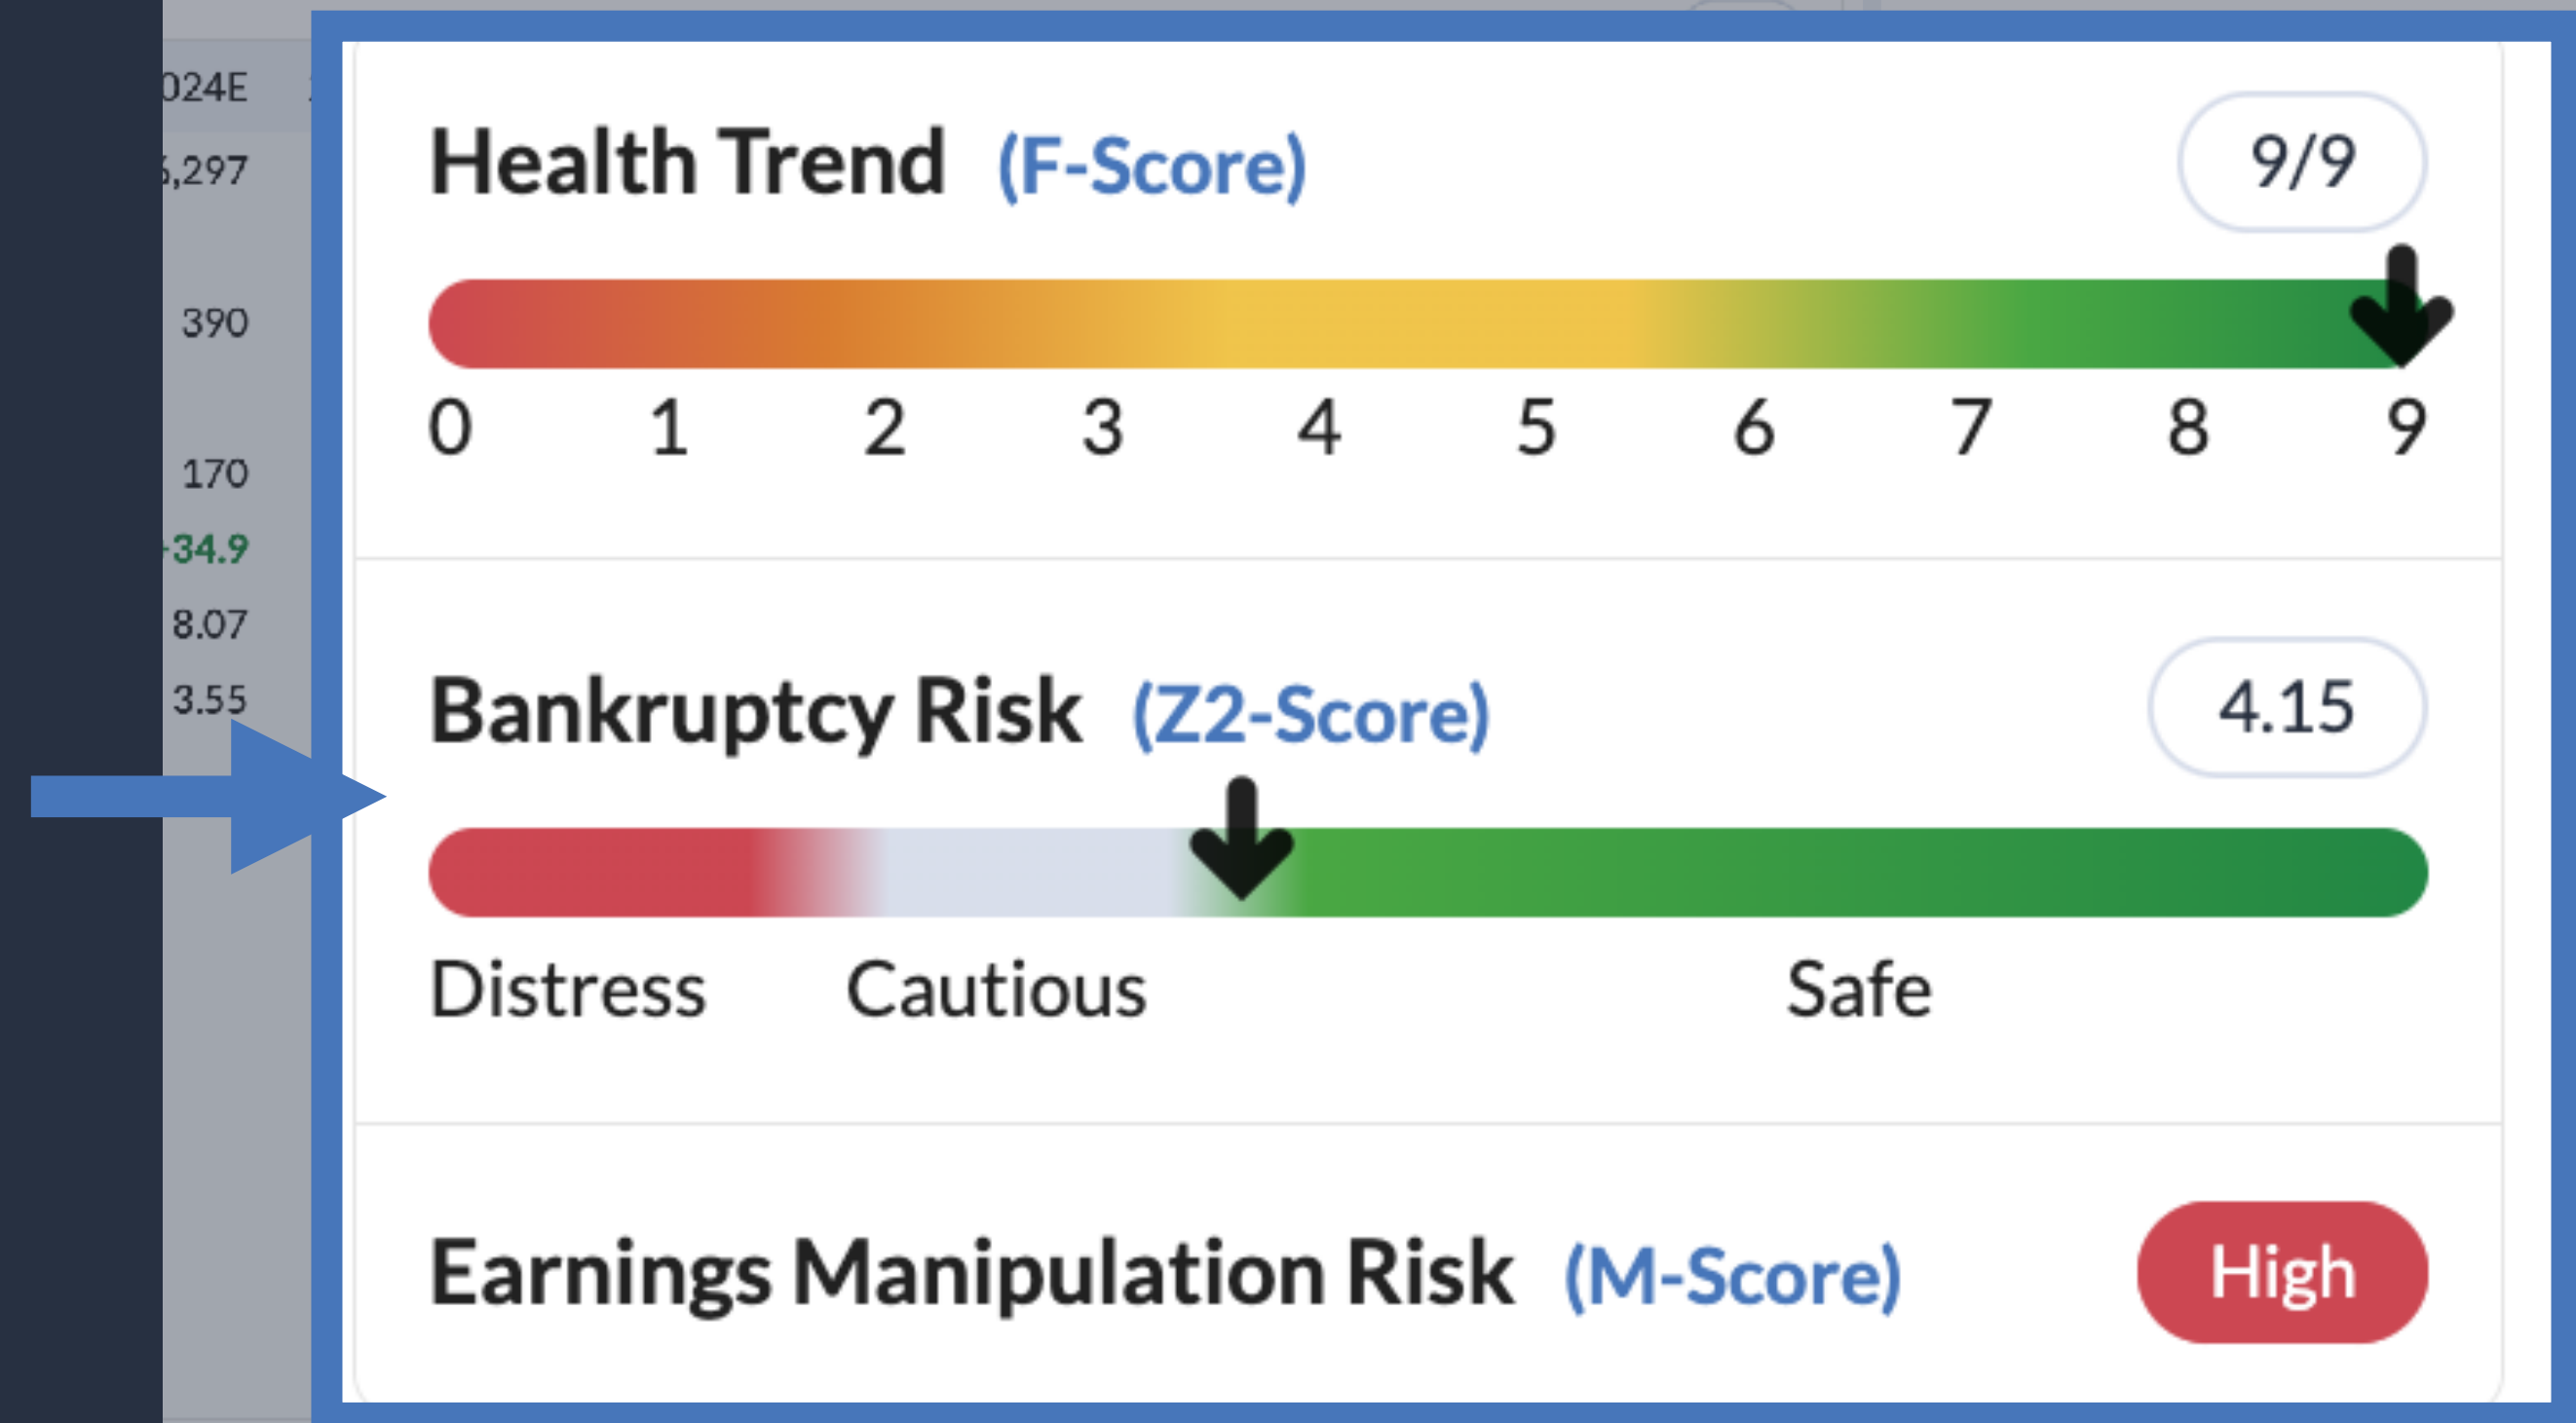 024E
,297
390
170
+34.9
8.07
3.55
Health Trend (F-Score) 9/9
0 1 2 3 4 5 6 7 8 9
Bankruptcy Risk (Z2-Score) 4.15
Distress Cautious Safe
Earnings Manipulation Risk (M-Score) High